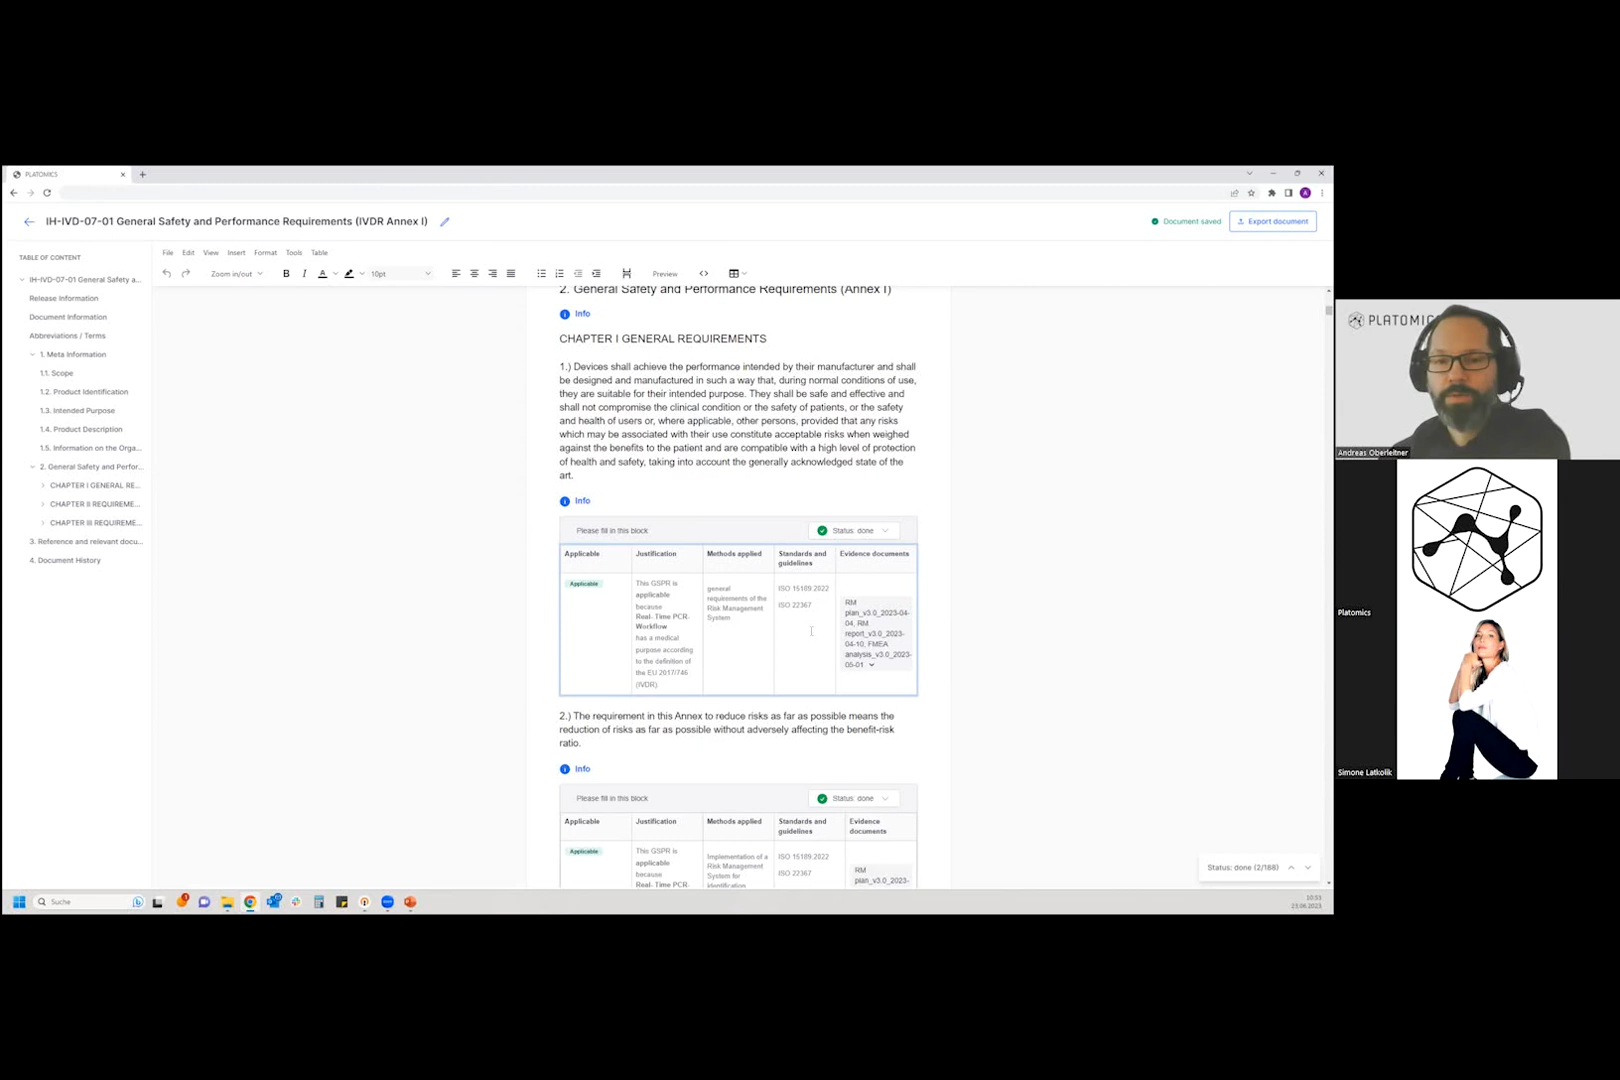 PLATOMICS
IH-IVD-07-01 General Safety and Performance Requirements (IVDR Annex I)
Document saved
Export document
TABLE OF CONTENT
IH-IVD-07-01 General Safety a...
Release Information
Document Information
Abbreviations / Terms
1. Meta Information
1.1. Scope
1.2. Product Identification
1.3. Intended Purpose
1.4. Product Description
1.5. Information on the Orga...
2. General Safety and Perfor...
CHAPTER I GENERAL RE...
CHAPTER II REQUIREME...
CHAPTER III REQUIREME...
3. Reference and relevant docu...
4. Document History
File Edit View Insert Format Tools Table
Zoom in/out B I A 10pt Preview
2. General Safety and Performance Requirements (Annex I)
Info
CHAPTER I GENERAL REQUIREMENTS
1.) Devices shall achieve the performance intended by their manufacturer and shall
be designed and manufactured in such a way that, during normal conditions of use,
they are suitable for their intended purpose. They shall be safe and effective and
shall not compromise the clinical condition or the safety of patients, or the safety
and health of users or, where applicable, other persons, provided that any risks
which may be associated with their use constitute acceptable risks when weighed
against the benefits to the patient and are compatible with a high level of protection
of health and safety, taking into account the generally acknowledged state of the
art.
Info
Please fill in this block
Status: done
Applicable
Justification
Methods applied
Standards and
guidelines
Evidence documents
Applicable
This GSPR is
applicable
because
Real- Time PCR-
Workflow
has a medical
purpose according
to the definition of
the EU 2017/746
(IVDR)
general
requirements of the
Risk Management
System
ISO 15189:2022
ISO 22367
RM
plan_v3.0_2023-04-
04, RM
report_v3.0_2023-
04-10, FMEA
analysis_v3.0_2023-
05-01
2.) The requirement in this Annex to reduce risks as far as possible means the
reduction of risks as far as possible without adversely affecting the benefit-risk
ratio.
Info
Please fill in this block
Status: done
Applicable
Justification
Methods applied
Standards and
guidelines
Evidence
documents
Applicable
This GSPR is
applicable
because
Real- Time PCR-
Implementation of a
Risk Management
System for
identification
ISO 15189:2022
ISO 22367
RM
plan_v3.0_2023-
Status: done (2/168)
Suche
10:53
23.06.2023
PLATOMIC
Andreas Oberleitner
Platomics
Simone Latkolik